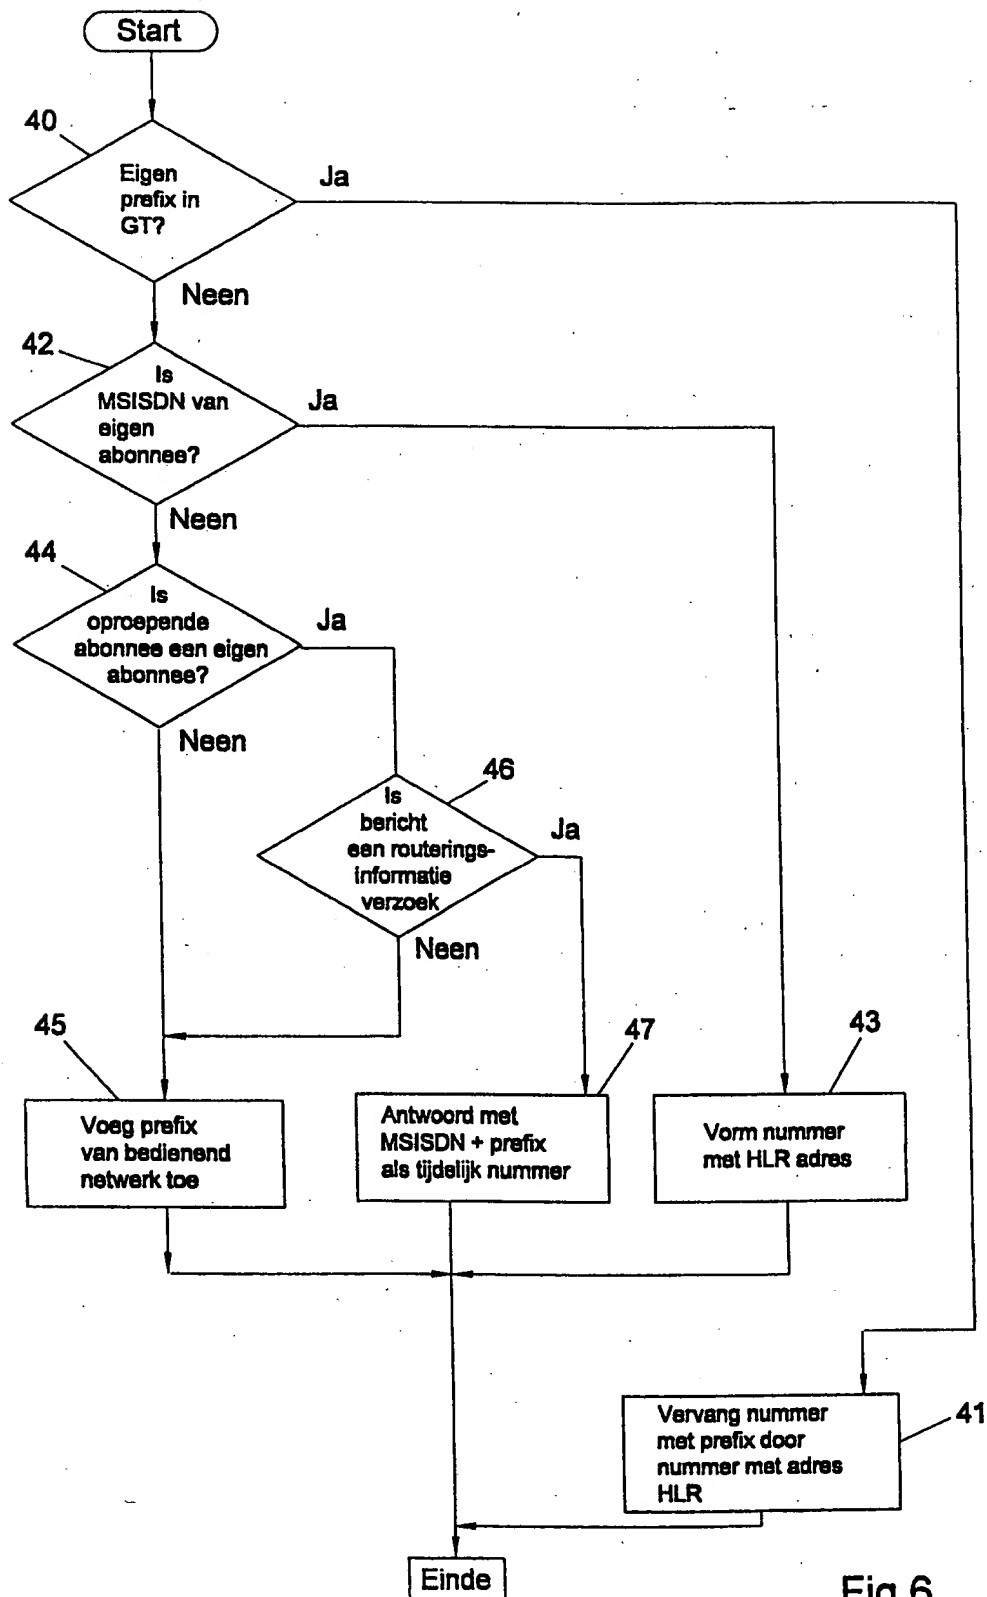 Start
40
Eigen
prefix in
GT?
Ja
Neen
42
Is
MSISDN van
eigen
abonnee?
Ja
Neen
44
Is
oproepende
abonnee een eigen
abonnee?
Ja
Neen
46
Is
bericht
een routerings-
informatie
verzoek
Ja
Neen
45
Voeg prefix
van bedienend
netwerk toe
47
Antwoord met
MSISDN + prefix
als tijdelijk nummer
43
Vorm nummer
met HLR adres
41
Vervang nummer
met prefix door
nummer met adres
HLR
Einde
Fig 6